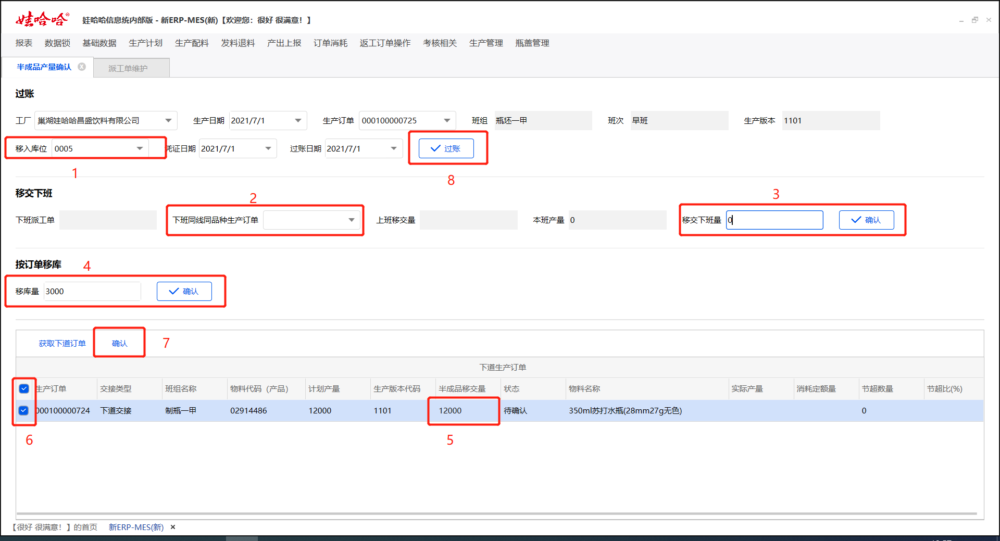 娃哈哈®
娃哈哈信息统内部版 - 新ERP-MES(新)【欢迎您：很好 很满意！】
报表 数据锁 基础数据 生产计划 生产配料 发料退料 产出上报 订单消耗 返工订单操作 考核相关 生产管理 瓶盖管理
半成品产量确认 派工单维护
过账
工厂 巢湖娃哈哈昌盛饮料有限公司 生产日期 2021/7/1 生产订单 000100000725 班组 瓶坯一甲 班次 早班 生产版本 1101
移入库位 0005 凭证日期 2021/7/1 过账日期 2021/7/1 过账
1 8
移交下班
2 3
下班派工单 下班同线同品种生产订单 上班移交量 本班产量 0 移交下班量 0 确认
按订单移库 4
移库量 3000 确认
获取下道订单 确认 7
下道生产订单
生产订单 交接类型 班组名称 物料代码（产品） 计划产量 生产版本代码 半成品移交量 状态 物料名称 实际产量 消耗定额量 节超数量 节超比(%)
000100000724 下道交接 制瓶一甲 02914486 12000 1101 12000 待确认 350ml苏打水瓶(28mm27g无色) 0
6 5
【很好 很满意！】的首页 新ERP-MES(新) ×